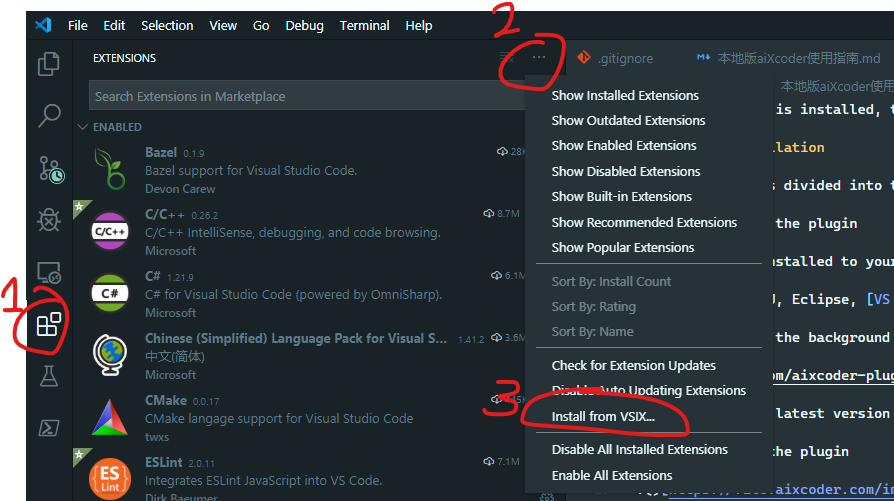 File Edit Selection View Go Debug Terminal Help
2
EXTENSIONS
.gitignore
本地版aiXcoder使用指南.md
Search Extensions in Marketplace
本地版aiXcoder使用
ENABLED
Bazel 0.1.9 28K
Bazel support for Visual Studio Code.
Devon Carew
C/C++
C/C++ 0.26.2 8.7M
C/C++ IntelliSense, debugging, and code browsing.
Microsoft
C#
C# 1.21.9 6.1M
C# for Visual Studio Code (powered by OmniSharp).
Microsoft
1
Chinese (Simplified) Language Pack for Visual S... 1.41.2 3.6M
中文(简体)
Microsoft
CMake 0.0.17
CMake langage support for Visual Studio Code
twxs
3
ES
Lint
ESLint 2.0.11 7.1M
Integrates ESLint JavaScript into VS Code.
Dirk Baeumer
Show Installed Extensions
Show Outdated Extensions
Show Enabled Extensions
Show Disabled Extensions
Show Built-in Extensions
Show Recommended Extensions
Show Popular Extensions
Sort By: Install Count
Sort By: Rating
Sort By: Name
Check for Extension Updates
Disable Auto Updating Extensions
Install from VSIX...
Disable All Installed Extensions
Enable All Extensions
is installed, t
lation
s divided into t
the plugin
nstalled to your
J, Eclipse, [VS
the background
om/aixcoder-plug
latest version
the plugin
aixcoder.com/in